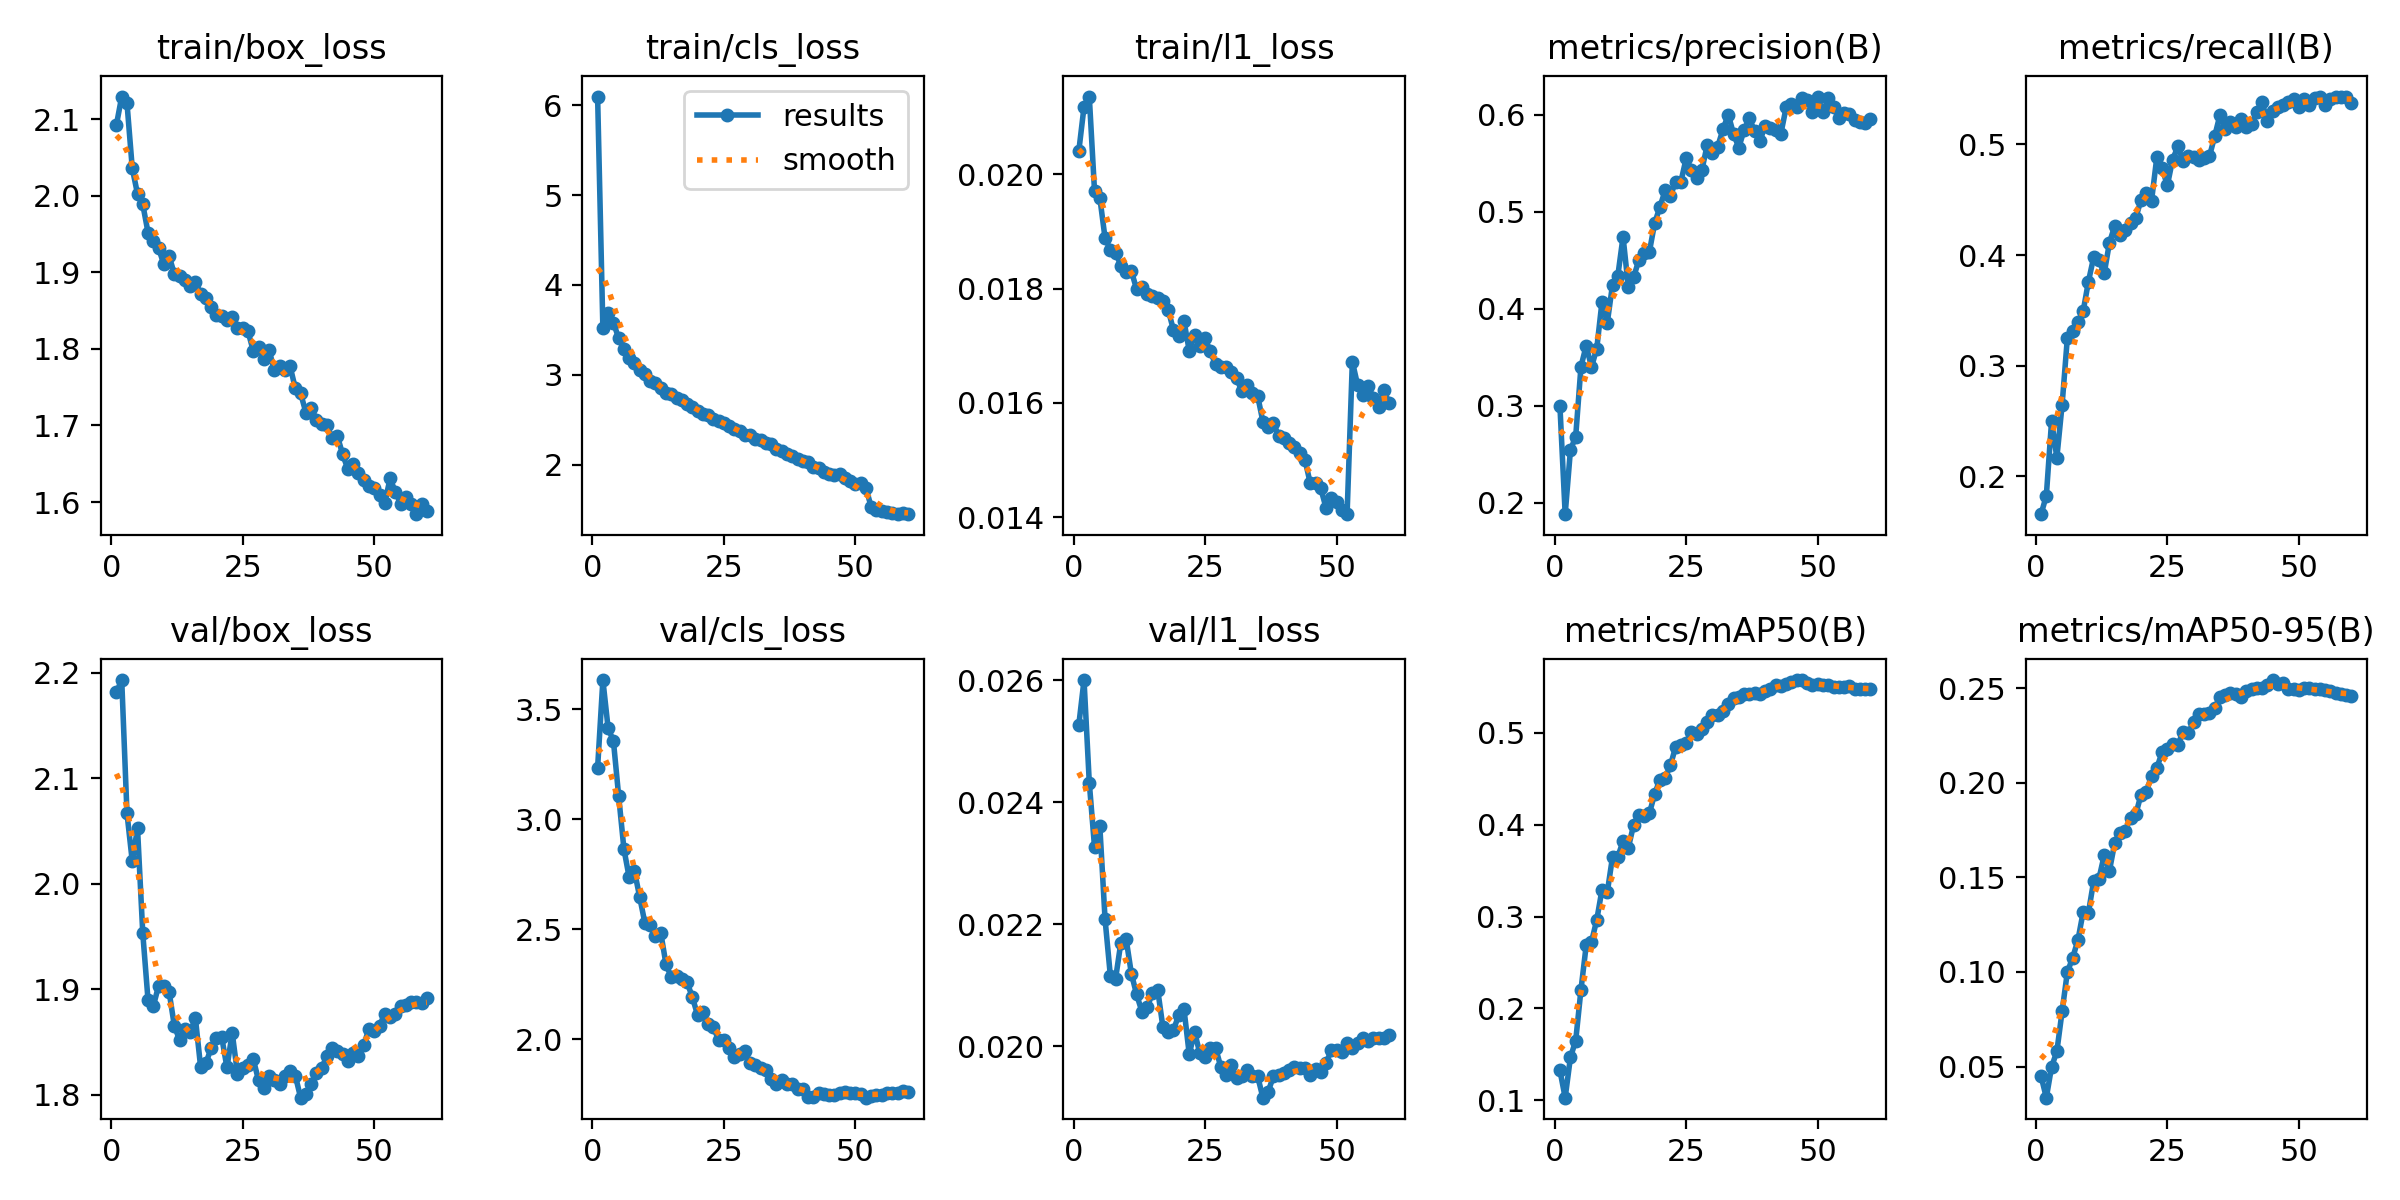 train/box_loss
2.1
2.0
1.9
1.8
1.7
1.6
0 25 50
train/cls_loss
results
smooth
6
5
4
3
2
0 25 50
train/l1_loss
0.020
0.018
0.016
0.014
0 25 50
metrics/precision(B)
0.6
0.5
0.4
0.3
0.2
0 25 50
metrics/recall(B)
0.5
0.4
0.3
0.2
0 25 50
val/box_loss
2.2
2.1
2.0
1.9
1.8
0 25 50
val/cls_loss
3.5
3.0
2.5
2.0
0 25 50
val/l1_loss
0.026
0.024
0.022
0.020
0 25 50
metrics/mAP50(B)
0.5
0.4
0.3
0.2
0.1
0 25 50
metrics/mAP50-95(B)
0.25
0.20
0.15
0.10
0.05
0 25 50